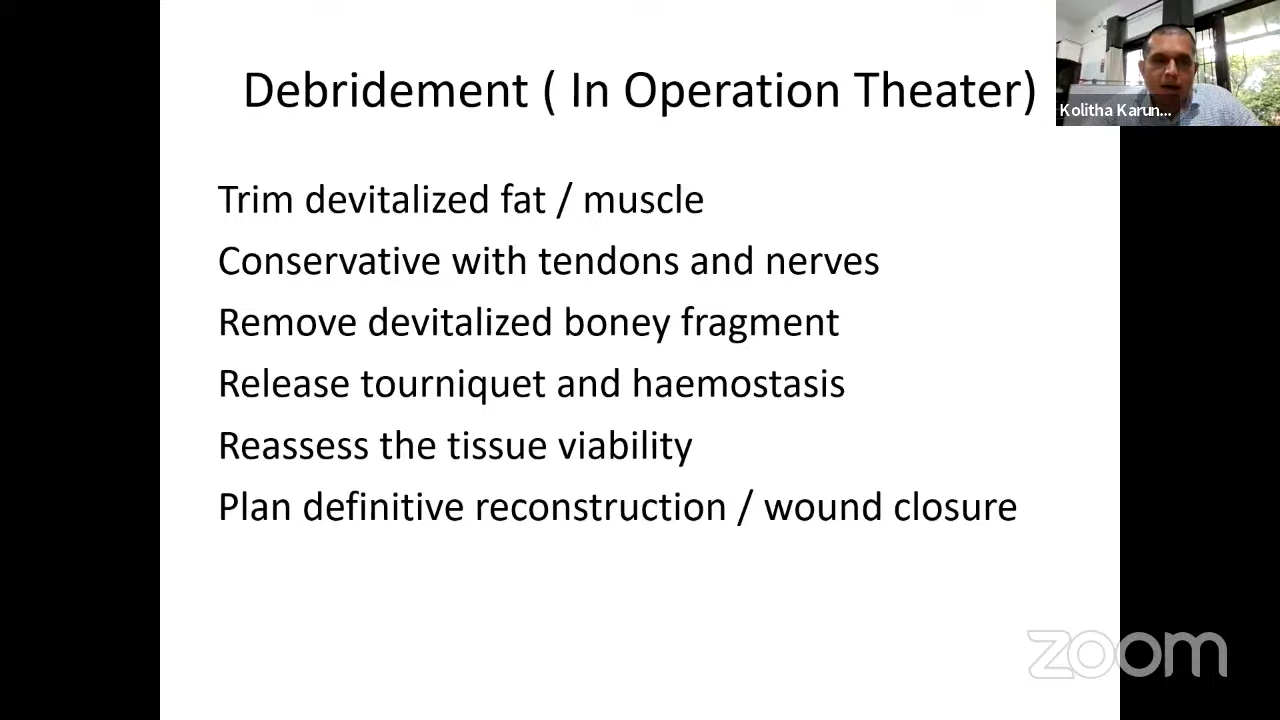 Debridement ( In Operation Theater)
Kolitha Karun...
Trim devitalized fat / muscle
Conservative with tendons and nerves
Remove devitalized boney fragment
Release tourniquet and haemostasis
Reassess the tissue viability
Plan definitive reconstruction / wound closure
zoom